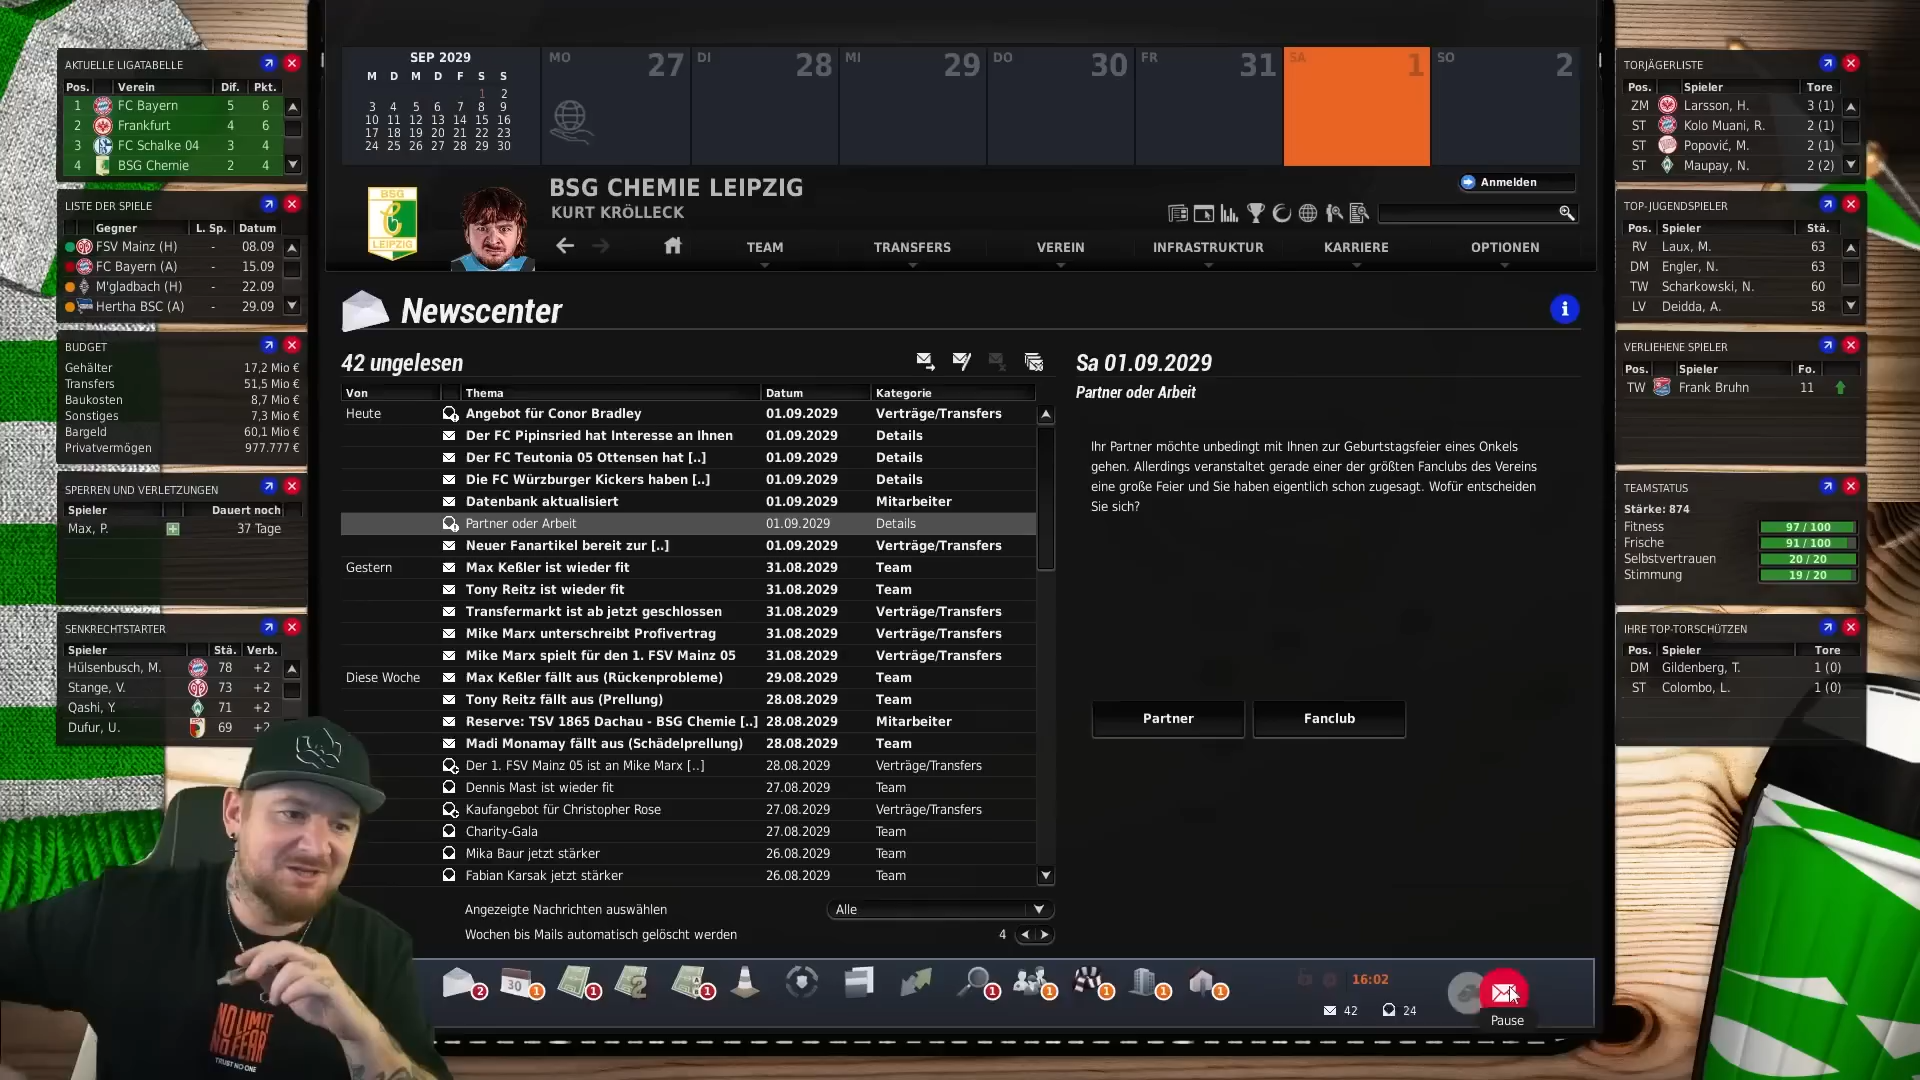 AKTUELLE LIGATABELLE
Pos. Verein Dif. Pkt.
1 FC Bayern 5 6
2 Frankfurt 4 6
3 FC Schalke 04 3 4
4 BSG Chemie 2 4
LISTE DER SPIELE
Gegner L. Sp. Datum
FSV Mainz (H) - 08.09
FC Bayern (A) - 15.09
M'gladbach (H) - 22.09
Hertha BSC (A) - 29.09
BUDGET
Gehälter 17,2 Mio €
Transfers 51,5 Mio €
Baukosten 8,7 Mio €
Sonstiges 7,3 Mio €
Bargeld 60,1 Mio €
Privatvermögen 977.777 €
SPERREN UND VERLETZUNGEN
Spieler Dauert noch
Max, P. 37 Tage
SENKRECHTSTARTER
Spieler Stä. Verb.
Hülsenbusch, M. 78 +2
Stange, V. 73 +2
Qashi, Y. 71 +2
Dufur, U. 69 +2
SEP 2029
M D M D F S S
1 2
3 4 5 6 7 8 9
10 11 12 13 14 15 16
17 18 19 20 21 22 23
24 25 26 27 28 29 30
MO 27 DI 28 MI 29 DO 30 FR 31 SA 1 SO 2
BSG
LEIPZIG
BSG CHEMIE LEIPZIG
KURT KRÖLLECK
Anmelden
TEAM TRANSFERS VEREIN INFRASTRUKTUR KARRIERE OPTIONEN
Newscenter
42 ungelesen
Von Thema Datum Kategorie
Heute Angebot für Conor Bradley 01.09.2029 Verträge/Transfers
Der FC Pipinsried hat Interesse an Ihnen 01.09.2029 Details
Der FC Teutonia 05 Ottensen hat [..] 01.09.2029 Details
Die FC Würzburger Kickers haben [..] 01.09.2029 Details
Datenbank aktualisiert 01.09.2029 Mitarbeiter
Partner oder Arbeit 01.09.2029 Details
Neuer Fanartikel bereit zur [..] 01.09.2029 Verträge/Transfers
Gestern Max Keßler ist wieder fit 31.08.2029 Team
Tony Reitz ist wieder fit 31.08.2029 Team
Transfermarkt ist ab jetzt geschlossen 31.08.2029 Verträge/Transfers
Mike Marx unterschreibt Profivertrag 31.08.2029 Verträge/Transfers
Mike Marx spielt für den 1. FSV Mainz 05 31.08.2029 Verträge/Transfers
Diese Woche Max Keßler fällt aus (Rückenprobleme) 29.08.2029 Team
Tony Reitz fällt aus (Prellung) 28.08.2029 Team
Reserve: TSV 1865 Dachau - BSG Chemie [..] 28.08.2029 Mitarbeiter
Madi Monamay fällt aus (Schädelprellung) 28.08.2029 Team
Der 1. FSV Mainz 05 ist an Mike Marx [..] 28.08.2029 Verträge/Transfers
Dennis Mast ist wieder fit 27.08.2029 Team
Kaufangebot für Christopher Rose 27.08.2029 Verträge/Transfers
Charity-Gala 27.08.2029 Team
Mika Baur jetzt stärker 26.08.2029 Team
Fabian Karsak jetzt stärker 26.08.2029 Team
Angezeigte Nachrichten auswählen Alle
Wochen bis Mails automatisch gelöscht werden 4
Sa 01.09.2029
Partner oder Arbeit
Ihr Partner möchte unbedingt mit Ihnen zur Geburtstagsfeier eines Onkels
gehen. Allerdings veranstaltet gerade einer der größten Fanclubs des Vereins
eine große Feier und Sie haben eigentlich schon zugesagt. Wofür entscheiden
Sie sich?
Partner Fanclub
2 30 1 1 2 1 1 1 1 1 1
16:02
42 24
Pause
TORJÄGERLISTE
Pos. Spieler Tore
ZM Larsson, H. 3 (1)
ST Kolo Muani, R. 2 (1)
ST Popović, M. 2 (1)
ST Maupay, N. 2 (2)
TOP-JUGENDSPIELER
Spieler Stä.
RV Laux, M. 63
DM Engler, N. 63
TW Scharkowski, N. 60
LV Deidda, A. 58
VERLIEHENE SPIELER
Pos. Spieler Fo.
TW Frank Bruhn 11
TEAMSTATUS
Stärke: 874
Fitness 97 / 100
Frische 91 / 100
Selbstvertrauen 20 / 20
Stimmung 19 / 20
IHRE TOP-TORSCHÜTZEN
Pos. Spieler Tore
DM Gildenberg, T. 1 (0)
ST Colombo, L. 1 (0)
NO LIMIT
NO FEAR
TRUST NO ONE